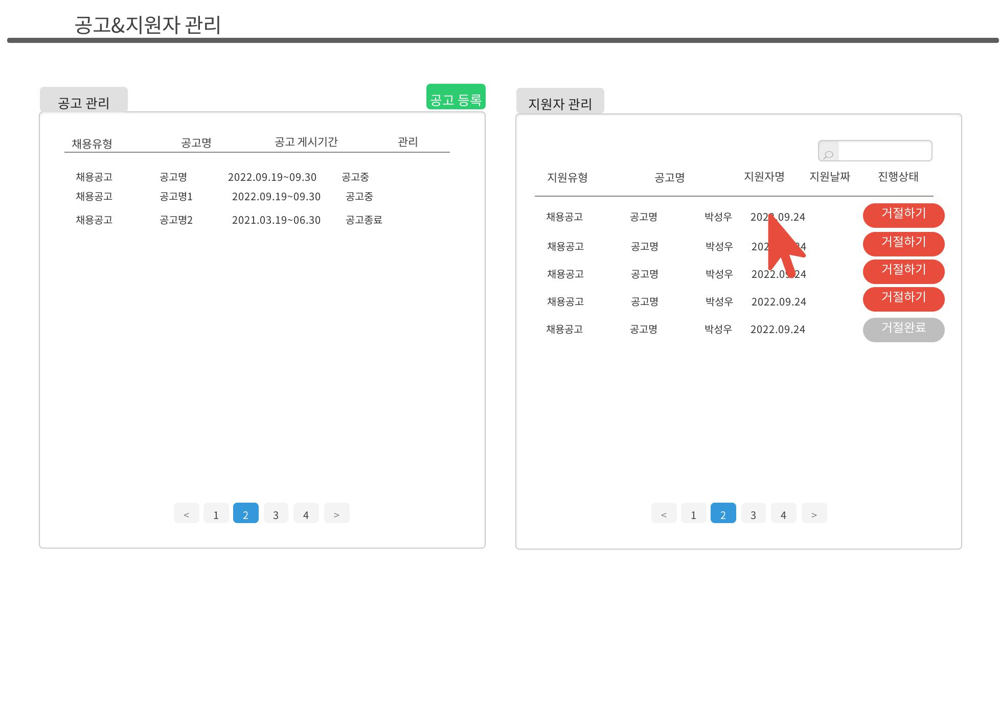 공고&지원자 관리
공고 관리
공고 등록
채용유형 공고명 공고 게시기간 관리
채용공고 공고명 2022.09.19~09.30 공고중
채용공고 공고명1 2022.09.19~09.30 공고중
채용공고 공고명2 2021.03.19~06.30 공고종료
< 1 2 3 4 >
지원자 관리
지원유형 공고명 지원자명 지원날짜 진행상태
채용공고 공고명 박성우 2022.09.24 거절하기
채용공고 공고명 박성우 거절하기
채용공고 공고명 박성우 2022.09.24 거절하기
채용공고 공고명 박성우 2022.09.24 거절하기
채용공고 공고명 박성우 2022.09.24 거절완료
< 1 2 3 4 >